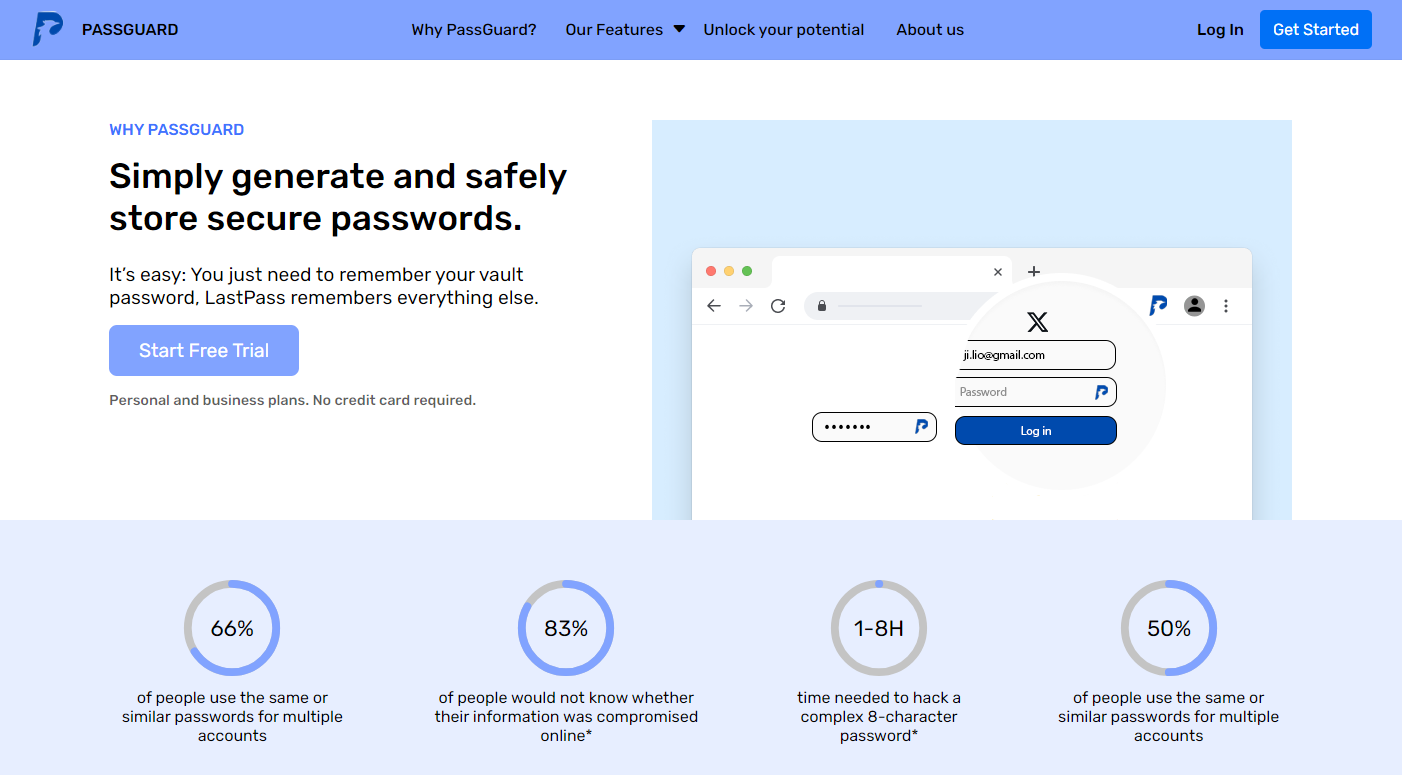 PASSGUARD
Why PassGuard?
Our Features
Unlock your potential
About us
Log In
Get Started
WHY PASSGUARD
Simply generate and safely
store secure passwords.
It’s easy: You just need to remember your vault
password, LastPass remembers everything else.
Start Free Trial
Personal and business plans. No credit card required.
ji.lio@gmail.com
Password
Log in
66%
of people use the same or
similar passwords for multiple
accounts
83%
of people would not know whether
their information was compromised
online*
1-8H
time needed to hack a
complex 8-character
password*
50%
of people use the same or
similar passwords for multiple
accounts